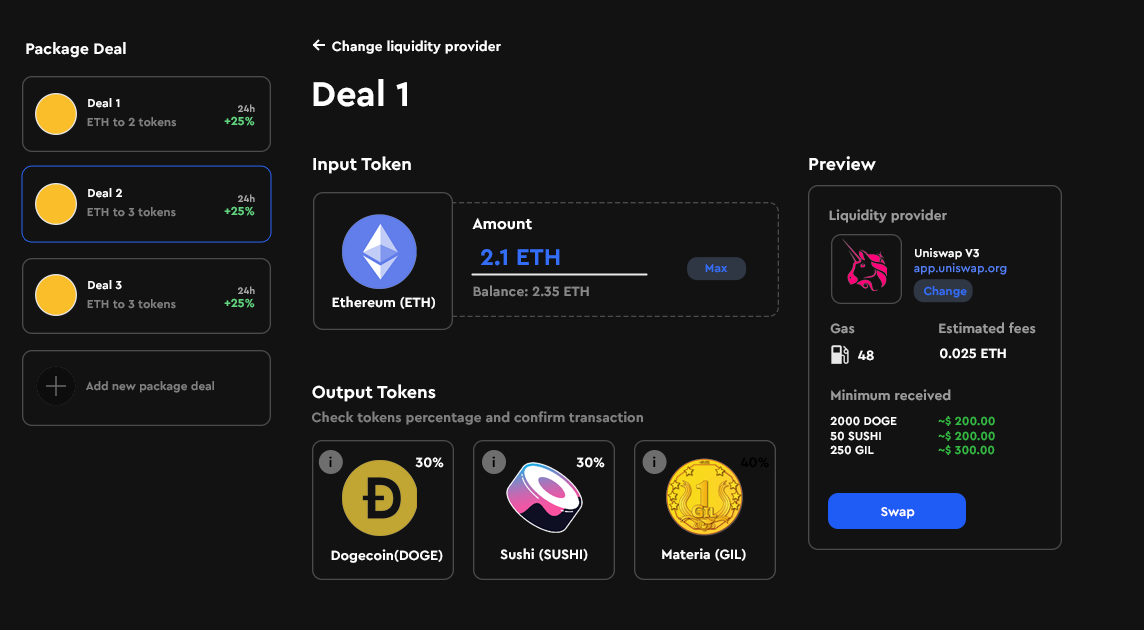 Package Deal
Deal 1
ETH to 2 tokens
24h
+25%
Deal 2
ETH to 3 tokens
24h
+25%
Deal 3
ETH to 3 tokens
24h
+25%
Add new package deal
← Change liquidity provider
Deal 1
Input Token
Ethereum (ETH)
Amount
2.1 ETH
Balance: 2.35 ETH
Max
Output Tokens
Check tokens percentage and confirm transaction
i
30%
Dogecoin(DOGE)
i
30%
Sushi (SUSHI)
i
40%
1
GIL
Materia (GIL)
Preview
Liquidity provider
Uniswap V3
app.uniswap.org
Change
Gas
48
Estimated fees
0.025 ETH
Minimum received
2000 DOGE ~$ 200.00
50 SUSHI ~$ 200.00
250 GIL ~$ 300.00
Swap